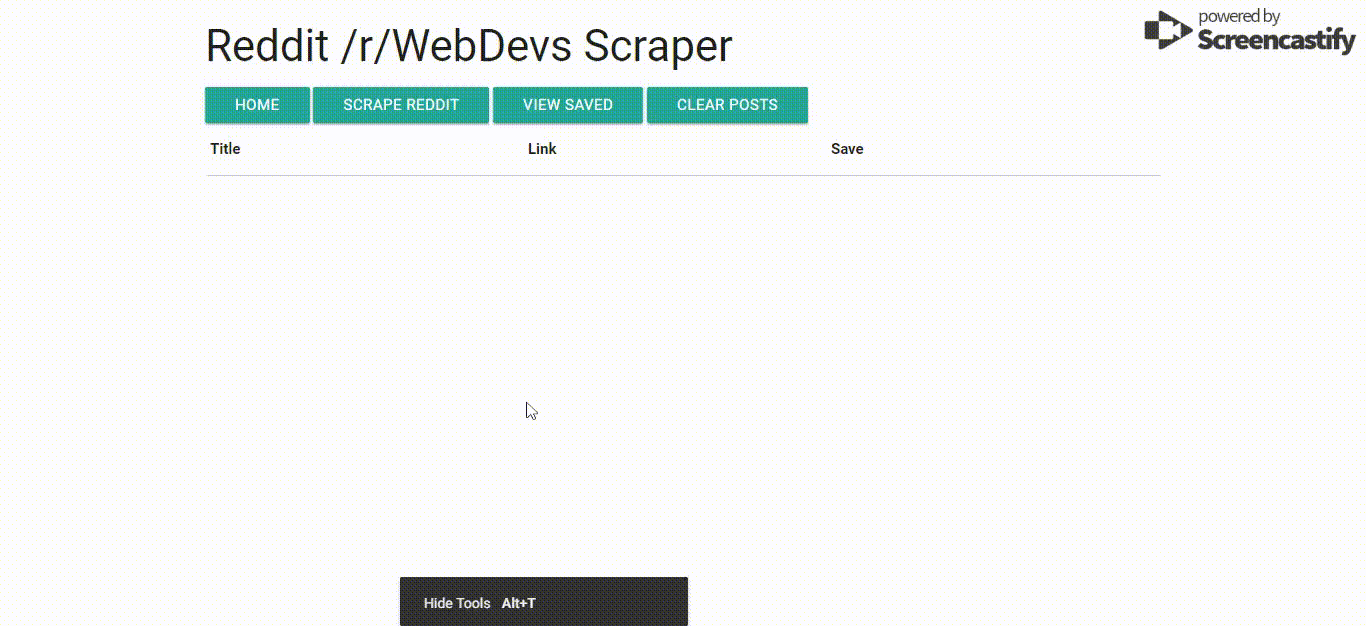 powered by
Screencastify
Reddit /r/WebDevs Scraper
HOME SCRAPE REDDIT VIEW SAVED CLEAR POSTS
Title Link Save
Hide Tools Alt+T